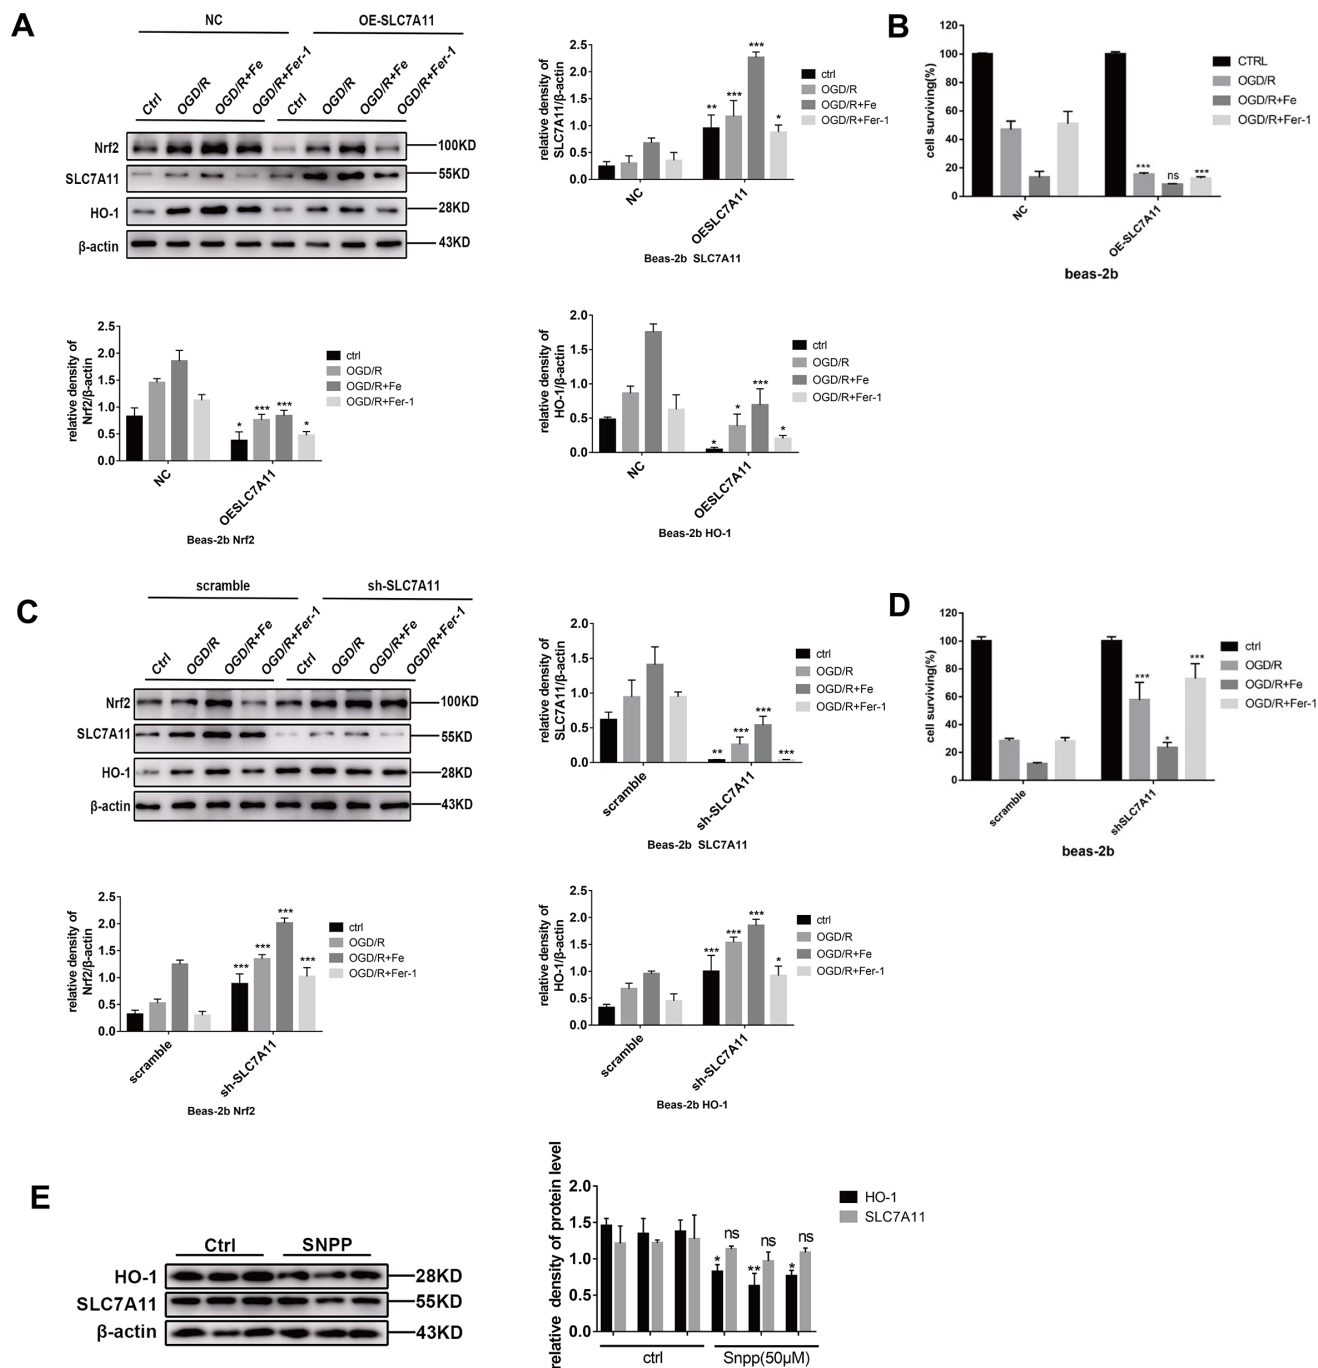 A
NC
OE-SLC7A11
Ctrl
OGD/R
OGD/R+Fe
OGD/R+Fer-1
Ctrl
OGD/R
OGD/R+Fe
OGD/R+Fer-1
Nrf2
100KD
SLC7A11
55KD
HO-1
28KD
β-actin
43KD
relative density of
SLC7A11/β-actin
2.5
2.0
1.5
1.0
0.5
0.0
**
***
***
*
NC
OESLC7A11
Beas-2b SLC7A11
ctrl
OGD/R
OGD/R+Fe
OGD/R+Fer-1
B
cell surviving(%)
120
100
80
60
40
20
0
***
ns
***
NC
OE-SLC7A11
beas-2b
CTRL
OGD/R
OGD/R+Fe
OGD/R+Fer-1
relative density of
Nrf2/β-actin
2.5
2.0
1.5
1.0
0.5
0.0
*
***
***
*
NC
OESLC7A11
Beas-2b Nrf2
ctrl
OGD/R
OGD/R+Fe
OGD/R+Fer-1
relative density of
HO-1/β-actin
2.0
1.5
1.0
0.5
0.0
*
*
***
*
NC
OESLC7A11
Beas-2b HO-1
ctrl
OGD/R
OGD/R+Fe
OGD/R+Fer-1
C
scramble
sh-SLC7A11
Ctrl
OGD/R
OGD/R+Fe
OGD/R+Fer-1
Ctrl
OGD/R
OGD/R+Fe
OGD/R+Fer-1
Nrf2
100KD
SLC7A11
55KD
HO-1
28KD
β-actin
43KD
relative density of
SLC7A11/β-actin
2.0
1.5
1.0
0.5
0.0
**
***
***
***
scramble
sh-SLC7A11
Beas-2b SLC7A11
ctrl
OGD/R
OGD/R+Fe
OGD/R+Fer-1
D
cell surviving(%)
120
100
80
60
40
20
0
***
*
***
scramble
shSLC7A11
beas-2b
ctrl
OGD/R
OGD/R+Fe
OGD/R+Fer-1
relative density of
Nrf2/β-actin
2.5
2.0
1.5
1.0
0.5
0.0
***
***
***
***
scramble
sh-SLC7A11
Beas-2b Nrf2
ctrl
OGD/R
OGD/R+Fe
OGD/R+Fer-1
relative density of
HO-1/β-actin
2.5
2.0
1.5
1.0
0.5
0.0
***
***
***
*
scramble
sh-SLC7A11
Beas-2b HO-1
ctrl
OGD/R
OGD/R+Fe
OGD/R+Fer-1
E
Ctrl
SNPP
HO-1
28KD
SLC7A11
55KD
β-actin
43KD
relative density of protein level
2.0
1.5
1.0
0.5
0.0
*
ns
**
ns
*
ns
ctrl
Snpp(50μM)
HO-1
SLC7A11